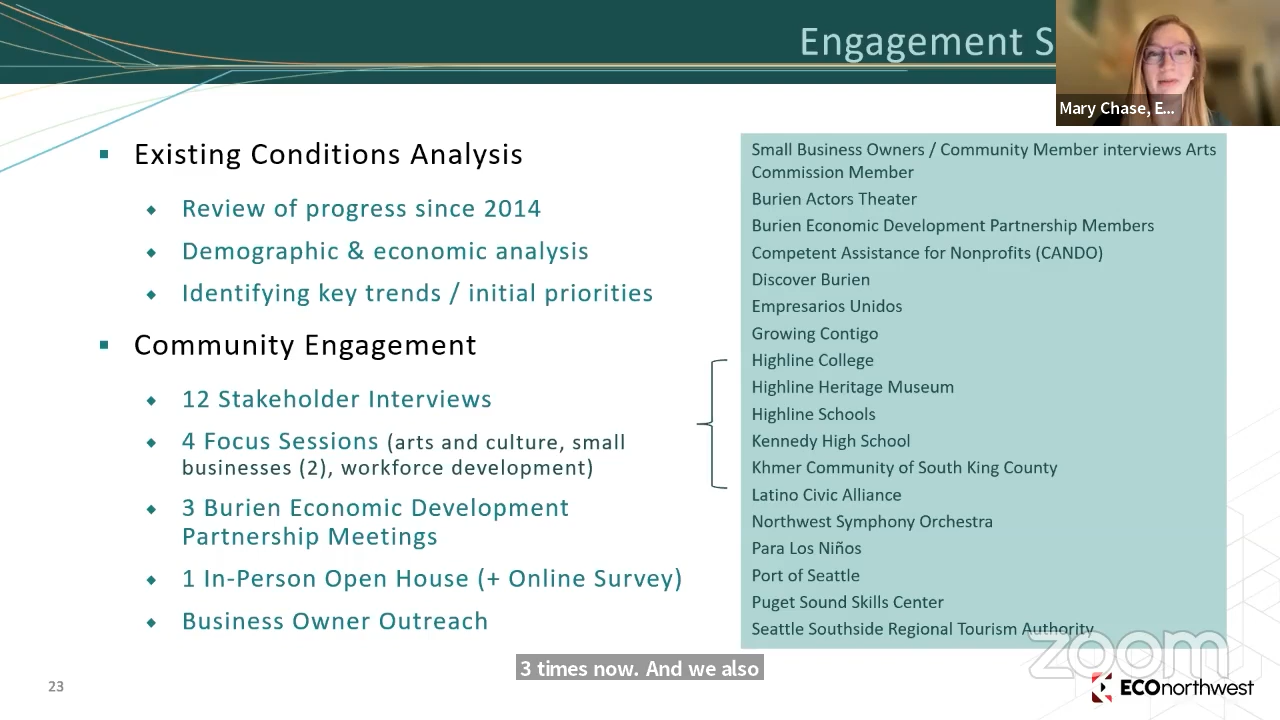 Engagement S
Mary Chase, E...
Existing Conditions Analysis
Review of progress since 2014
Demographic & economic analysis
Identifying key trends / initial priorities
Community Engagement
12 Stakeholder Interviews
4 Focus Sessions (arts and culture, small
businesses (2), workforce development)
3 Burien Economic Development
Partnership Meetings
1 In-Person Open House (+ Online Survey)
Business Owner Outreach
Small Business Owners / Community Member interviews Arts
Commission Member
Burien Actors Theater
Burien Economic Development Partnership Members
Competent Assistance for Nonprofits (CANDO)
Discover Burien
Empresarios Unidos
Growing Contigo
Highline College
Highline Heritage Museum
Highline Schools
Kennedy High School
Khmer Community of South King County
Latino Civic Alliance
Northwest Symphony Orchestra
Para Los Niños
Port of Seattle
Puget Sound Skills Center
Seattle Southside Regional Tourism Authority
zoom
3 times now. And we also
23
ECOnorthwest